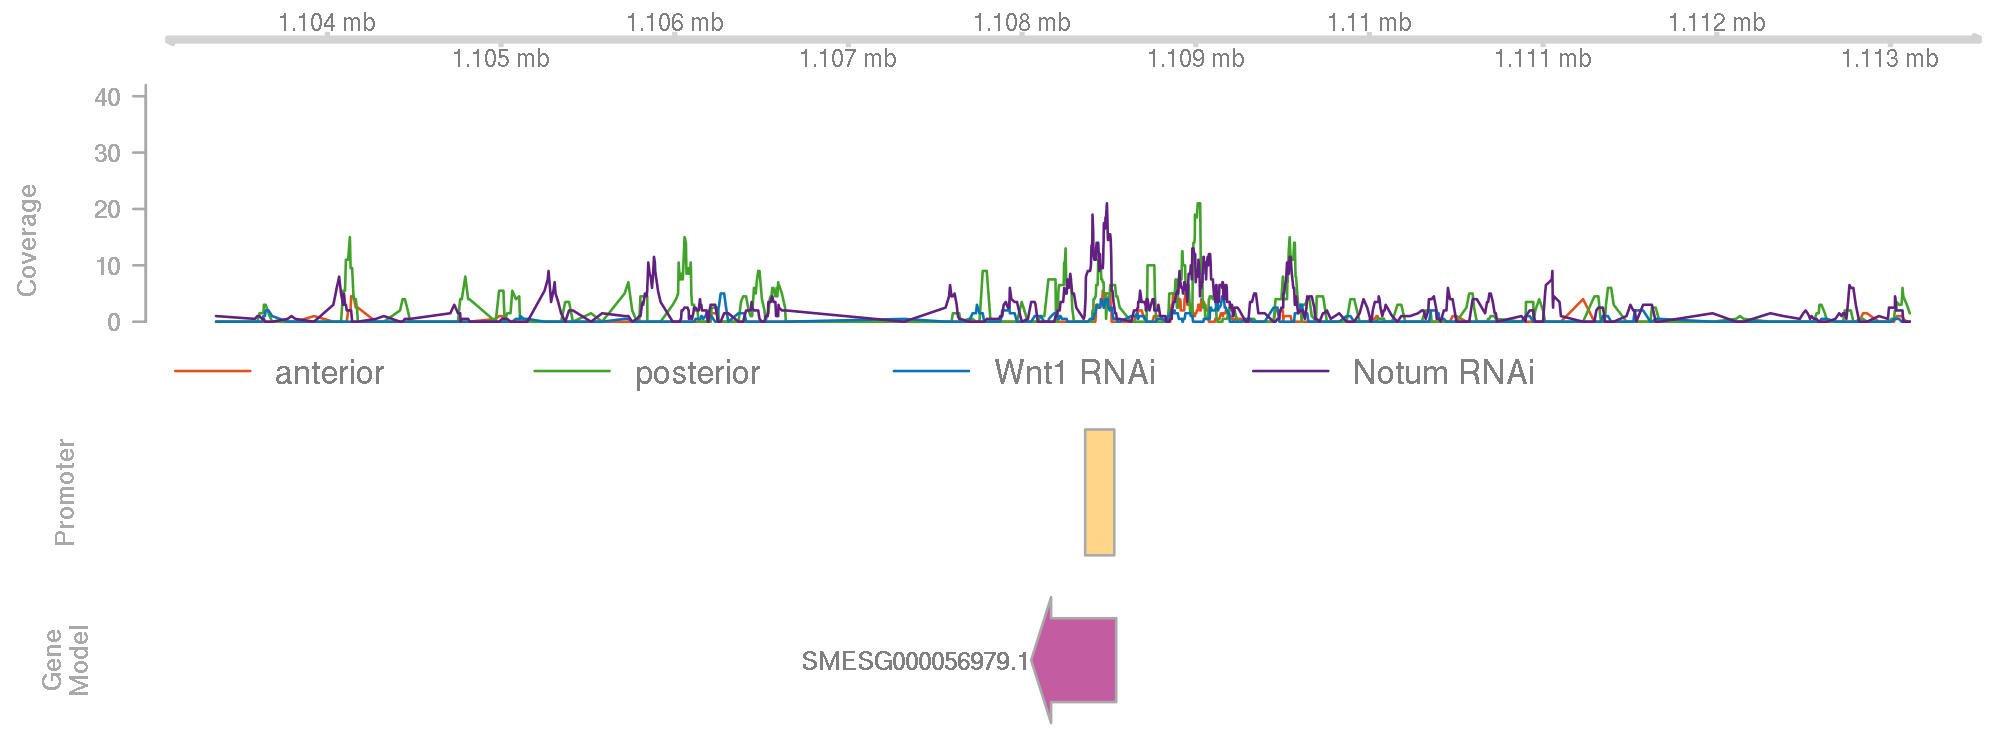 1.104 mb
1.106 mb
1.108 mb
1.11 mb
1.112 mb
1.105 mb
1.107 mb
1.109 mb
1.111 mb
1.113 mb
Coverage
40
30
20
10
0
anterior
posterior
Wnt1 RNAi
Notum RNAi
Promoter
Gene
Model
SMESG000056979.1